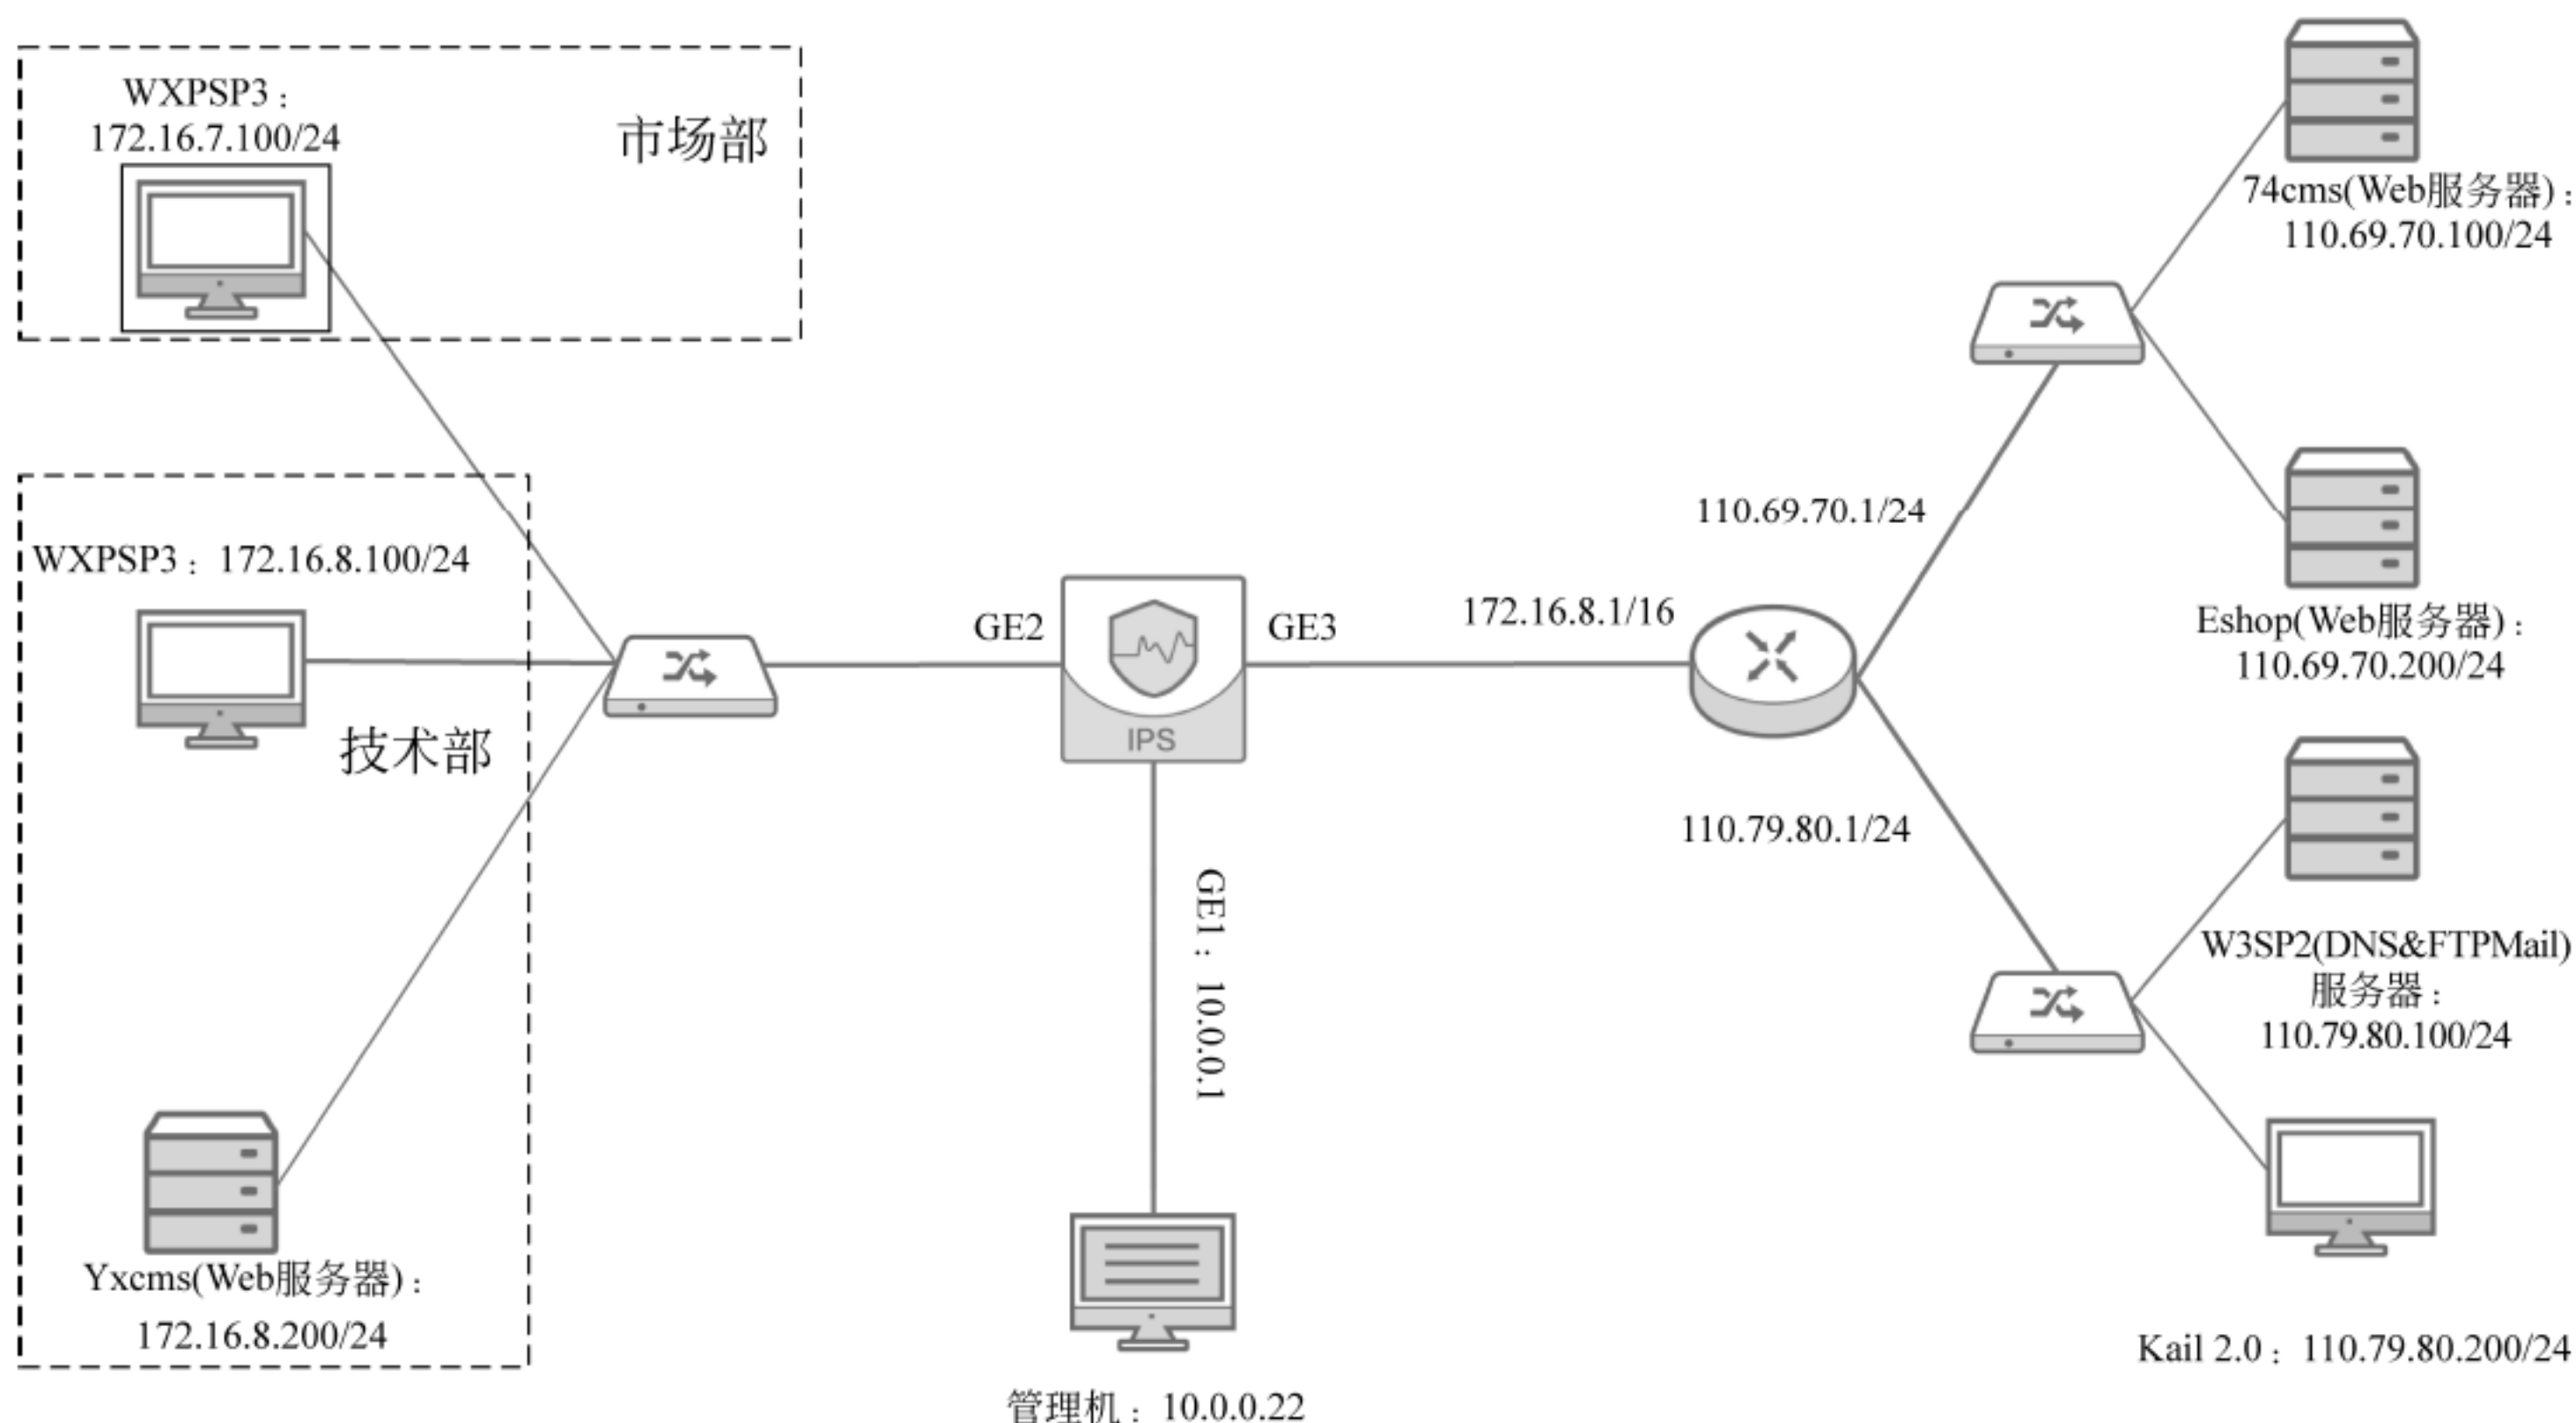 WXPSP3：
172.16.7.100/24
市场部
WXPSP3：172.16.8.100/24
技术部
Yxcms(Web服务器)：
172.16.8.200/24
GE2
IPS
GE3
GE1：10.0.0.1
管理机：10.0.0.22
172.16.8.1/16
110.69.70.1/24
110.79.80.1/24
74cms(Web服务器)：
110.69.70.100/24
Eshop(Web服务器)：
110.69.70.200/24
W3SP2(DNS&FTPMail)
服务器：
110.79.80.100/24
Kail 2.0：110.79.80.200/24